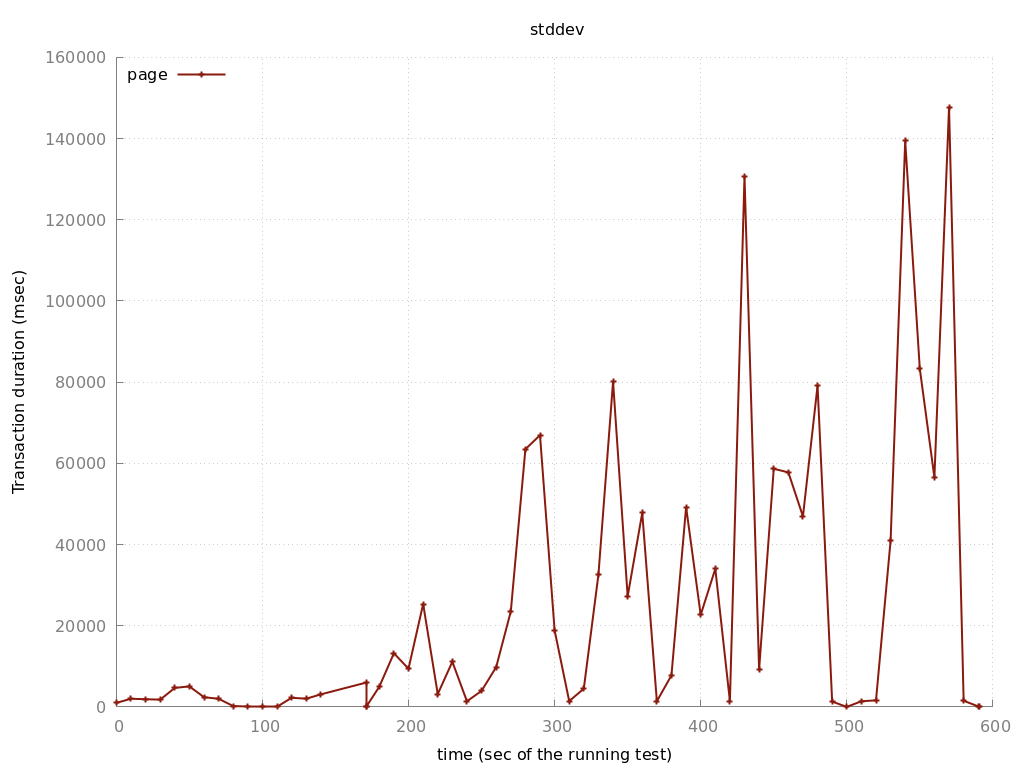 stddev
page
160000
140000
120000
100000
80000
60000
40000
20000
0
Transaction duration (msec)
0 100 200 300 400 500 600
time (sec of the running test)